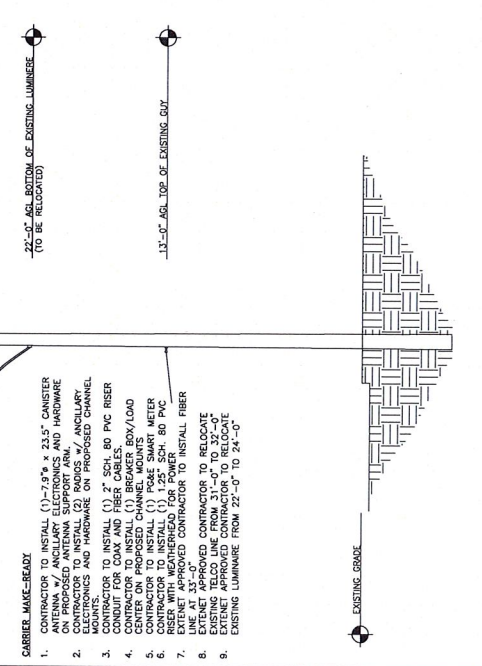 22'-0" AGL BOTTOM OF EXISTING LUMINERE
(TO BE RELOCATED)
13'-0" AGL TOP OF EXISTING GUY
CARRIER MAKE-READY
1. CONTRACTOR TO INSTALL (1)-7.9"ø x 23.5" CANISTER
ANTENNA w/ ANCILLARY ELECTRONICS AND HARDWARE
ON PROPOSED ANTENNA SUPPORT ARM.
2. CONTRACTOR TO INSTALL (2) RADIOS w/ ANCILLARY
ELECTRONICS AND HARDWARE ON PROPOSED CHANNEL
MOUNTS.
3. CONTRACTOR TO INSTALL (1) 2" SCH. 80 PVC RISER
CONDUIT FOR COAX AND FIBER CABLES.
4. CONTRACTOR TO INSTALL (1) BREAKER BOX/LOAD
CENTER ON PROPOSED CHANNEL MOUNTS
5. CONTRACTOR TO INSTALL (1) PG&E SMART METER
6. CONTRACTOR TO INSTALL (1) 1.25" SCH. 80 PVC
RISER WITH WEATHERHEAD FOR POWER
7. EXTENET APPROVED CONTRACTOR TO INSTALL FIBER
LINE AT 33'-0"
8. EXTENET APPROVED CONTRACTOR TO RELOCATE
EXISTING TELCO LINE FROM 31'-0" TO 32'-0"
9. EXTENET APPROVED CONTRACTOR TO RELOCATE
EXISTING LUMINAIRE FROM 22'-0" TO 24'-0"
EXISTING GRADE